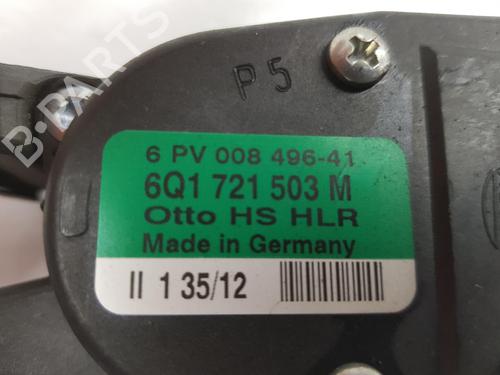 P 5
6 PV 008 496-41
6Q1 721 503 M
Otto HS HLR
Made in Germany
II 1 35/12
B-PARTS